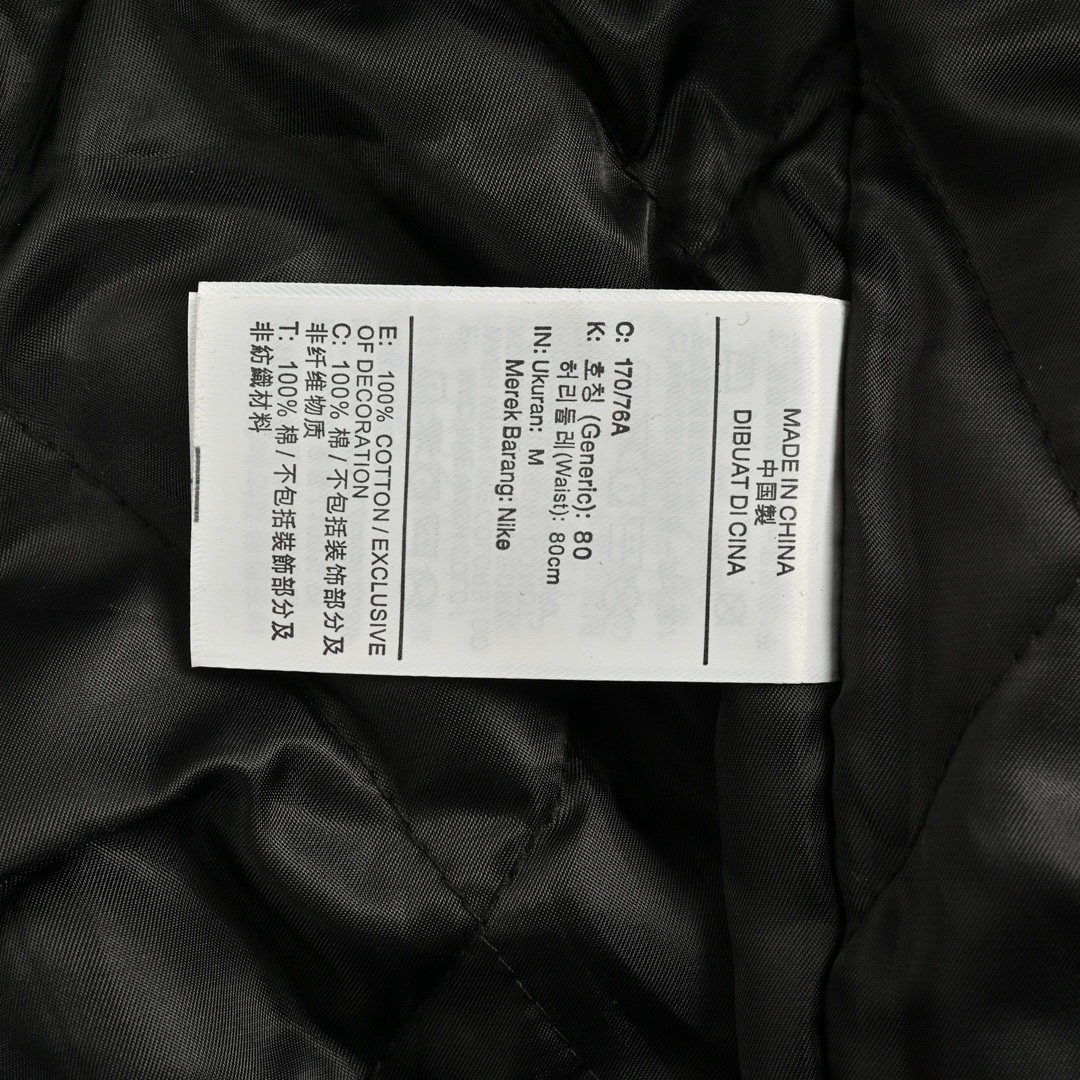 MADE IN CHINA
中国製
DIBUAT DI CINA
C: 170/76A
K: 호칭 (Generic): 80
허리둘레(Waist): 80cm
IN: Ukuran: M
Merek Barang: Nike
E: 100% COTTON / EXCLUSIVE
OF DECORATION
C: 100% 棉 / 不包括装饰部分及
非纤维物质
T: 100% 棉 / 不包括裝飾部分及
非紡織材料